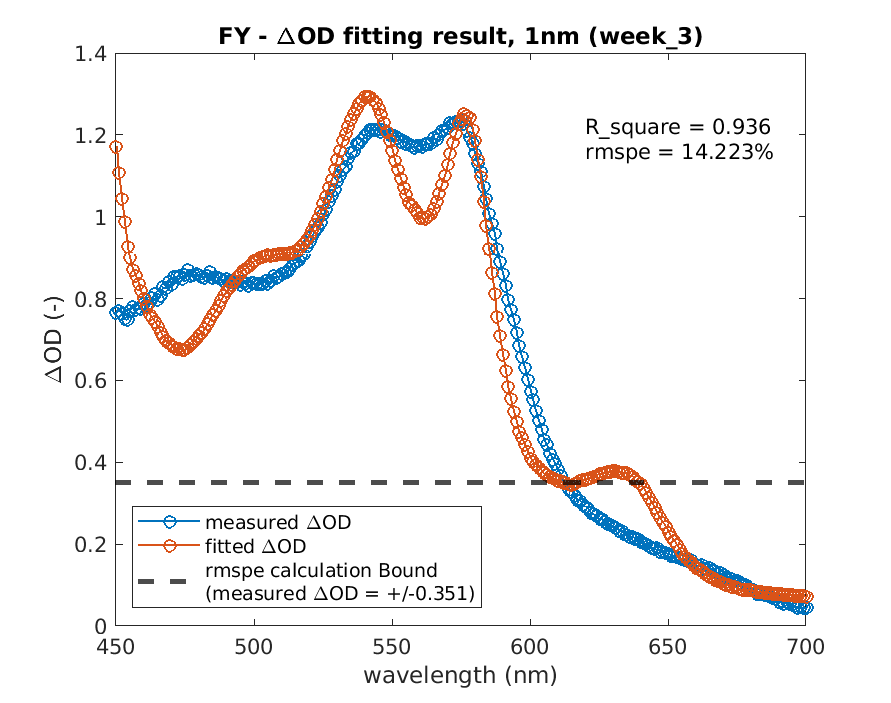 FY - ΔOD fitting result, 1nm (week_3)
R_square = 0.936
rmspe = 14.223%
1.4
1.2
1
0.8
0.6
0.4
0.2
0
ΔOD (-)
measured ΔOD
fitted ΔOD
rmspe calculation Bound
(measured ΔOD = +/-0.351)
450
500
550
600
650
700
wavelength (nm)